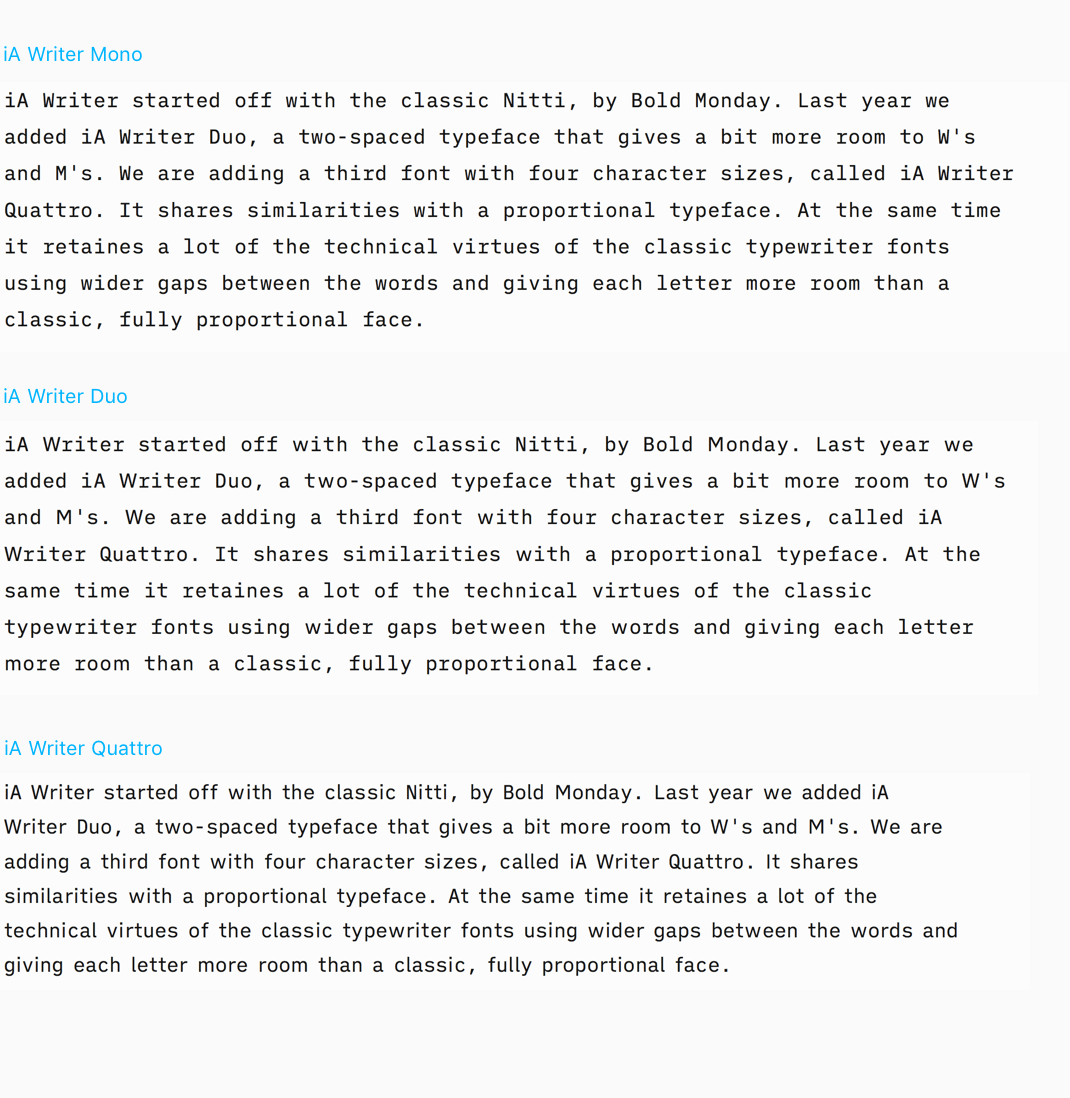 iA Writer Mono
iA Writer started off with the classic Nitti, by Bold Monday. Last year we
added iA Writer Duo, a two-spaced typeface that gives a bit more room to W's
and M's. We are adding a third font with four character sizes, called iA Writer
Quattro. It shares similarities with a proportional typeface. At the same time
it retaines a lot of the technical virtues of the classic typewriter fonts
using wider gaps between the words and giving each letter more room than a
classic, fully proportional face.
iA Writer Duo
iA Writer started off with the classic Nitti, by Bold Monday. Last year we
added iA Writer Duo, a two-spaced typeface that gives a bit more room to W's
and M's. We are adding a third font with four character sizes, called iA
Writer Quattro. It shares similarities with a proportional typeface. At the
same time it retaines a lot of the technical virtues of the classic
typewriter fonts using wider gaps between the words and giving each letter
more room than a classic, fully proportional face.
iA Writer Quattro
iA Writer started off with the classic Nitti, by Bold Monday. Last year we added iA
Writer Duo, a two-spaced typeface that gives a bit more room to W's and M's. We are
adding a third font with four character sizes, called iA Writer Quattro. It shares
similarities with a proportional typeface. At the same time it retaines a lot of the
technical virtues of the classic typewriter fonts using wider gaps between the words and
giving each letter more room than a classic, fully proportional face.